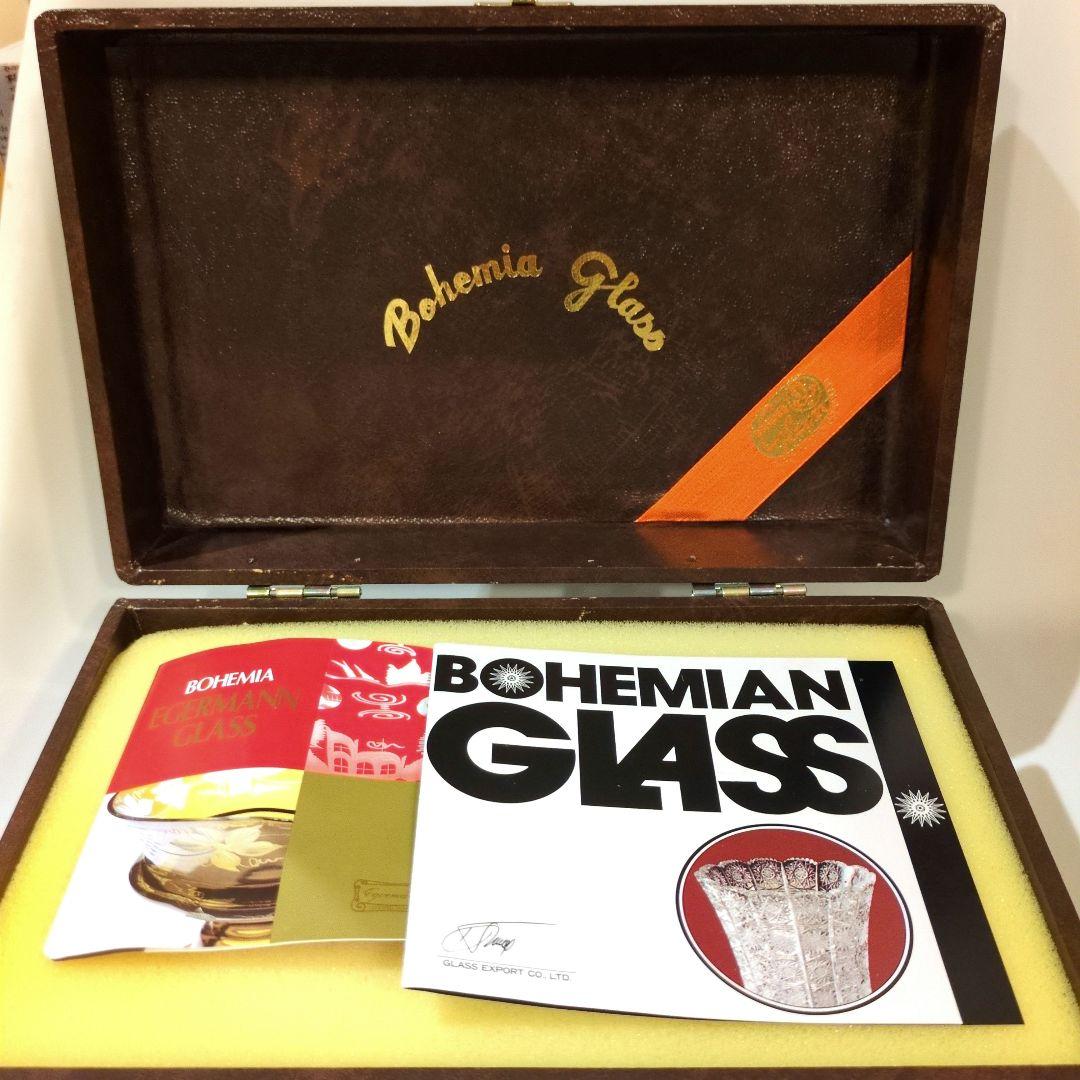 Bohemia Glass
BOHEMIA
EGERMANN
GLASS
BOHEMIAN
GLASS
GLASS EXPORT CO., LTD.